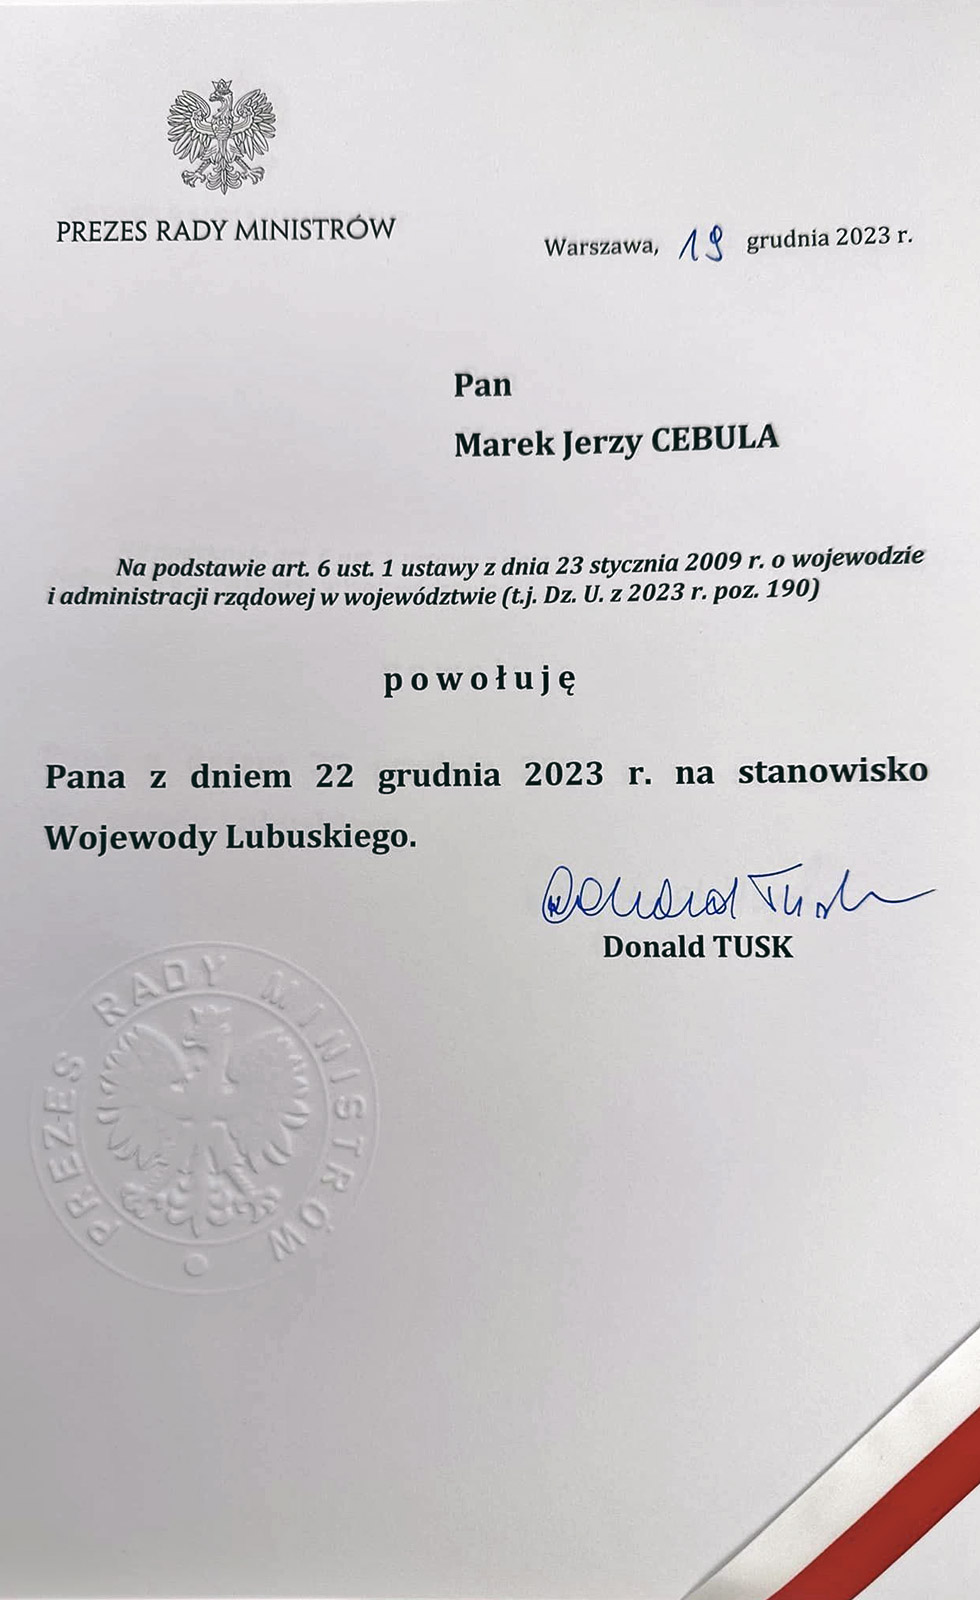 PREZES RADY MINISTRÓW
Warszawa, 19 grudnia 2023 r.
Pan
Marek Jerzy CEBULA
Na podstawie art. 6 ust. 1 ustawy z dnia 23 stycznia 2009 r. o wojewodzie
i administracji rządowej w województwie (t.j. Dz. U. z 2023 r. poz. 190)
powołuję
Pana z dniem 22 grudnia 2023 r. na stanowisko
Wojewody Lubuskiego.
Donald Tusk
Donald TUSK
PREZES RADY MINISTRÓW